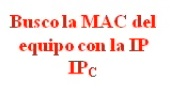 Busco la MAC del
equipo con la IP
IPC